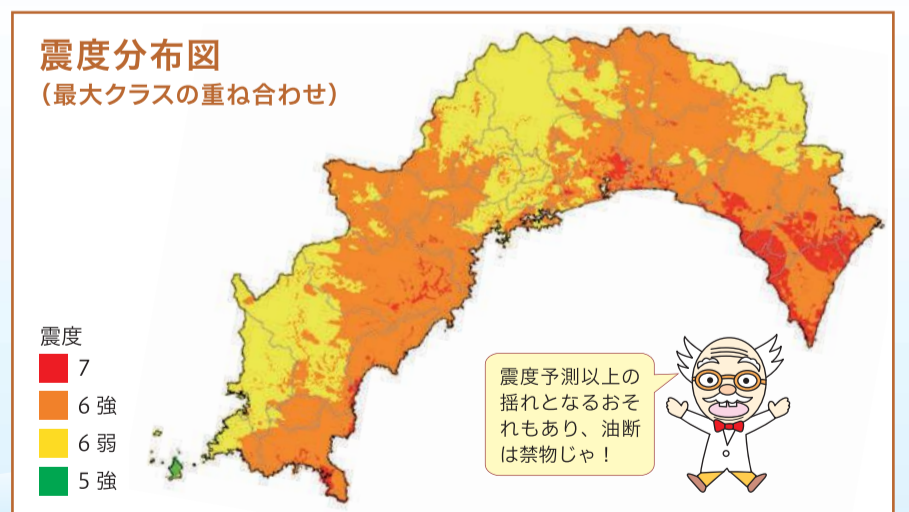 震度分布図
（最大クラスの重ね合わせ）
震度
7
6 強
6 弱
5 強
震度予測以上の
揺れとなるおそ
れもあり、油断
は禁物じゃ！